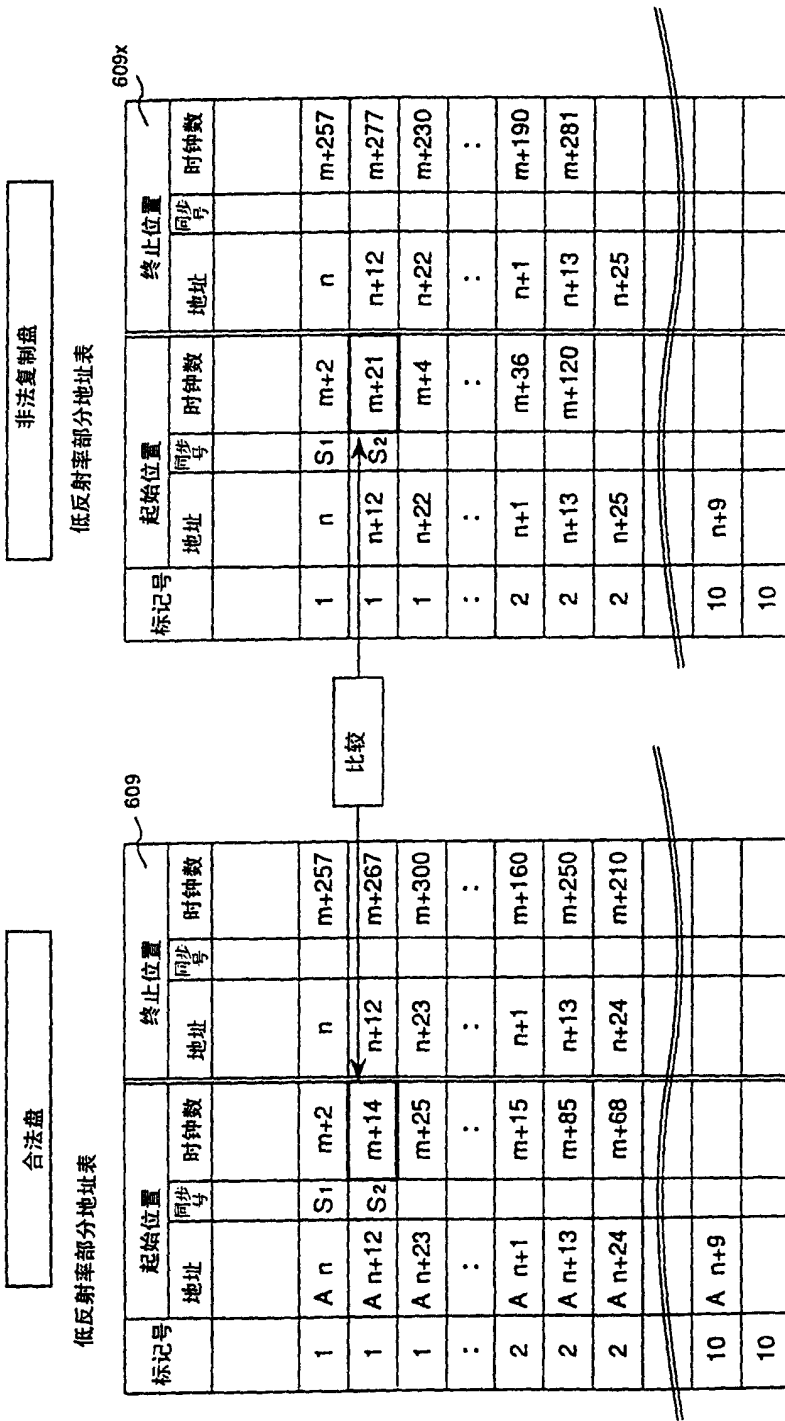 合法盘
低反射率部分地址表
609
标记号 起始位置 终止位置
地址 同步号 时钟数 地址 同步号 时钟数
1 A n S1 m+2 n m+257
1 A n+12 S2 m+14 n+12 m+267
1 A n+23 m+25 n+23 m+300
: : : : :
2 A n+1 m+15 n+1 m+160
2 A n+13 m+85 n+13 m+250
2 A n+24 m+68 n+24 m+210
10 A n+9
10
比较
非法复制盘
低反射率部分地址表
609x
标记号 起始位置 终止位置
地址 同步号 时钟数 地址 同步号 时钟数
1 n S1 m+2 n m+257
1 n+12 S2 m+21 n+12 m+277
1 n+22 m+4 n+22 m+230
: : : : :
2 n+1 m+36 n+1 m+190
2 n+13 m+120 n+13 m+281
2 n+25 n+25
10 n+9
10